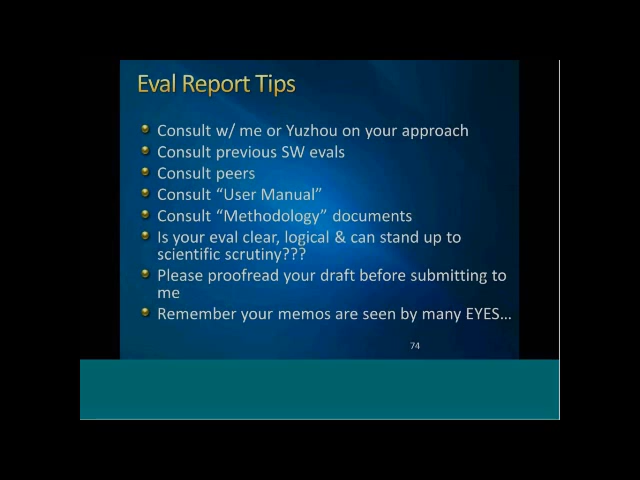 Eval Report Tips
Consult w/ me or Yuzhou on your approach
Consult previous SW evals
Consult peers
Consult “User Manual”
Consult “Methodology” documents
Is your eval clear, logical & can stand up to
scientific scrutiny???
Please proofread your draft before submitting to
me
Remember your memos are seen by many EYES…
74